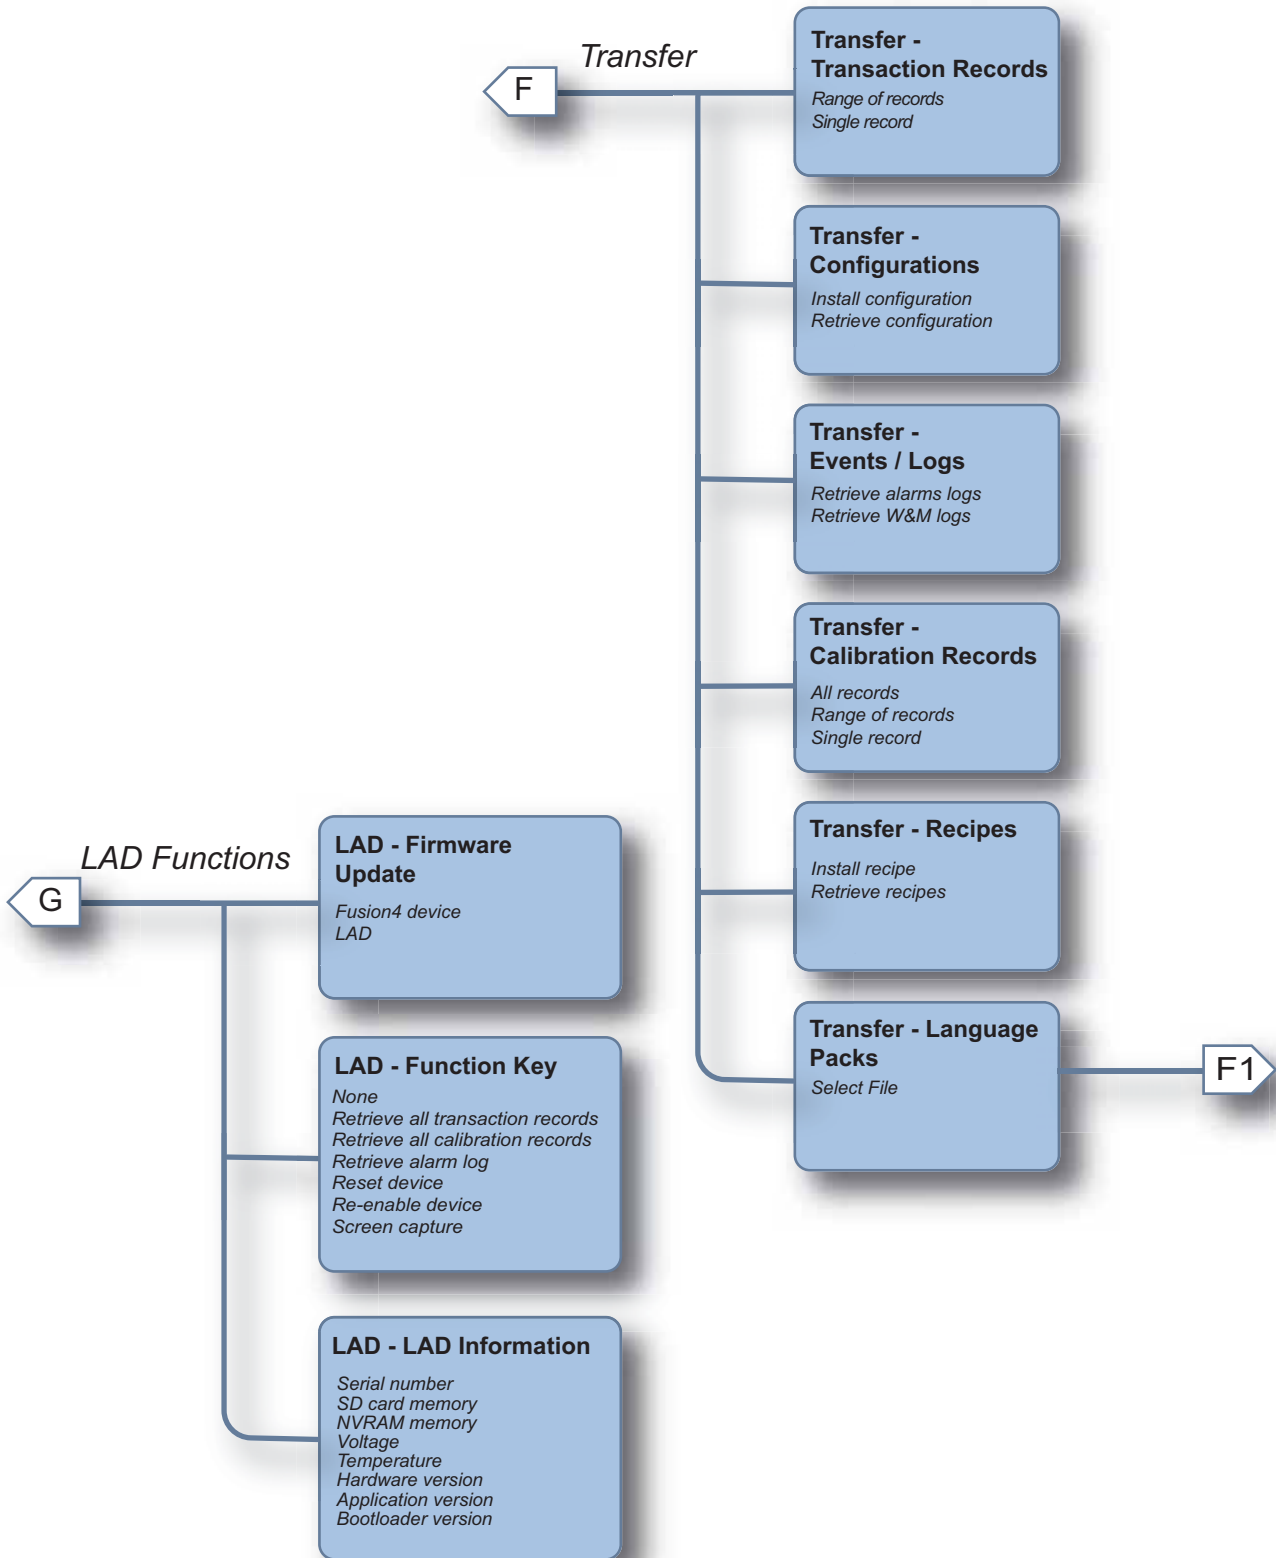 F
Transfer
Transfer -
Transaction Records
Range of records
Single record
Transfer -
Configurations
Install configuration
Retrieve configuration
Transfer -
Events / Logs
Retrieve alarms logs
Retrieve W&M logs
Transfer -
Calibration Records
All records
Range of records
Single record
Transfer - Recipes
Install recipe
Retrieve recipes
Transfer - Language
Packs
Select File
F1
G
LAD Functions
LAD - Firmware
Update
Fusion4 device
LAD
LAD - Function Key
None
Retrieve all transaction records
Retrieve all calibration records
Retrieve alarm log
Reset device
Re-enable device
Screen capture
LAD - LAD Information
Serial number
SD card memory
NVRAM memory
Voltage
Temperature
Hardware version
Application version
Bootloader version